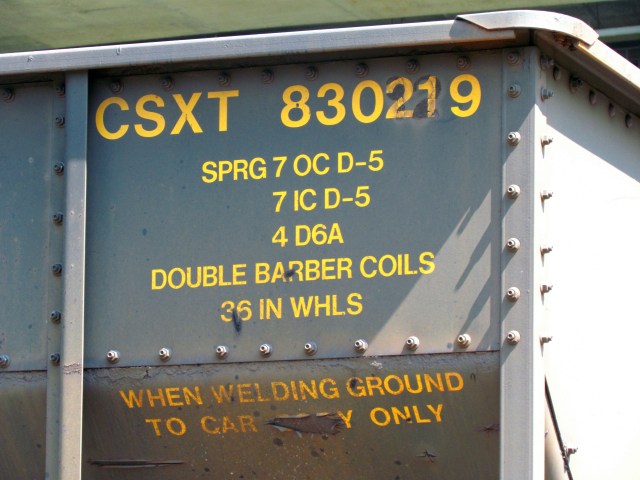 CSXT 830219
SPRG 7 OC D-5
7 IC D-5
4 D6A
DOUBLE BARBER COILS
36 IN WHLS
WHEN WELDING GROUND
TO CAR ONLY